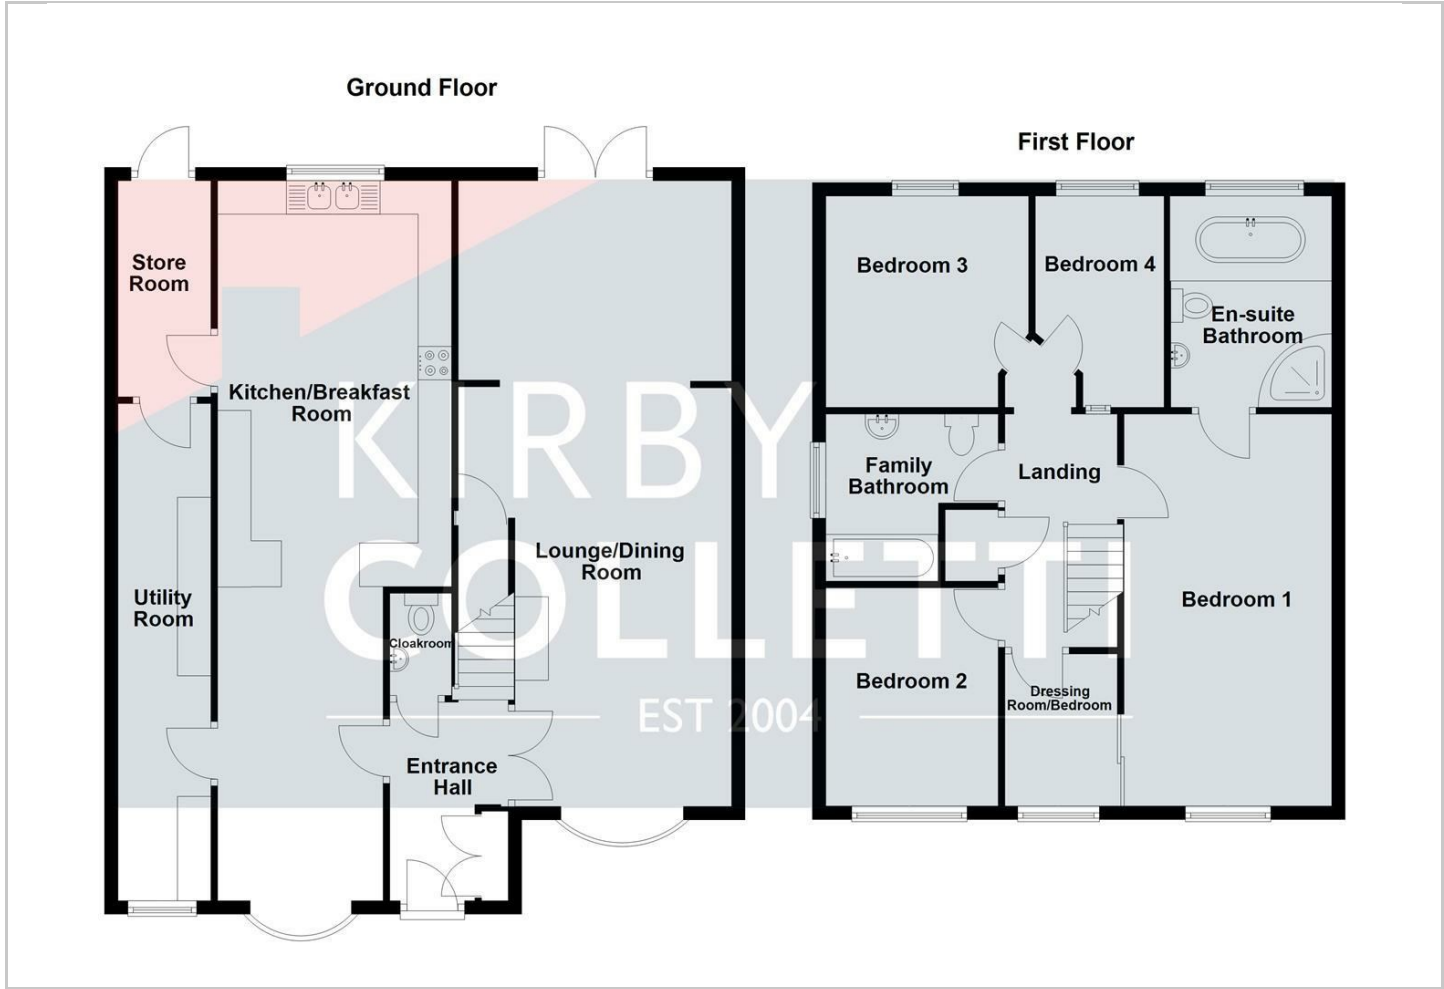 Ground Floor
First Floor
Store
Room
Kitchen/Breakfast
Room
Utility
Room
Cloakroom
Lounge/Dining
Room
Entrance
Hall
Bedroom 3
Bedroom 4
En-suite
Bathroom
Family
Bathroom
Landing
Bedroom 1
Bedroom 2
Dressing
Room/Bedroom
KIRBY
COLLETTI
EST 2004